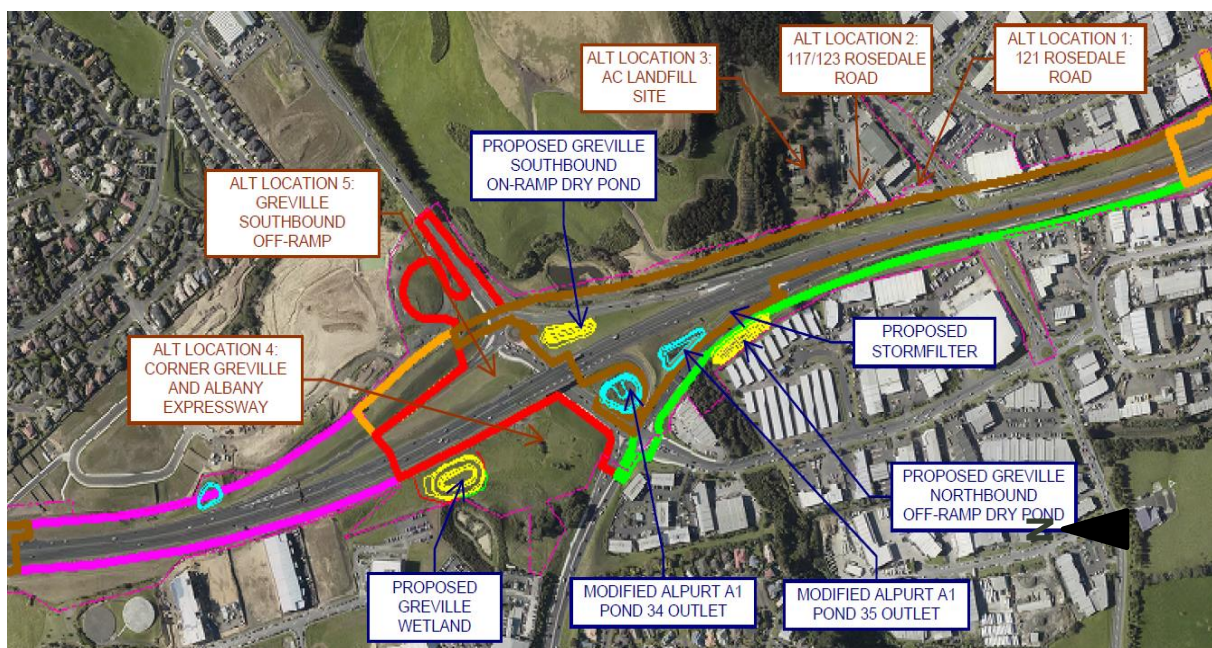 ALT LOCATION 3:
AC LANDFILL
SITE
ALT LOCATION 2:
117/123 ROSEDALE
ROAD
ALT LOCATION 1:
121 ROSEDALE
ROAD
PROPOSED GREVILLE
SOUTHBOUND
ON-RAMP DRY POND
ALT LOCATION 5:
GREVILLE
SOUTHBOUND
OFF-RAMP
ALT LOCATION 4:
CORNER GREVILLE
AND ALBANY
EXPRESSWAY
PROPOSED
STORMFILTER
PROPOSED GREVILLE
NORTHBOUND
OFF-RAMP DRY POND
N
PROPOSED
GREVILLE
WETLAND
MODIFIED ALPURT A1
POND 34 OUTLET
MODIFIED ALPURT A1
POND 35 OUTLET